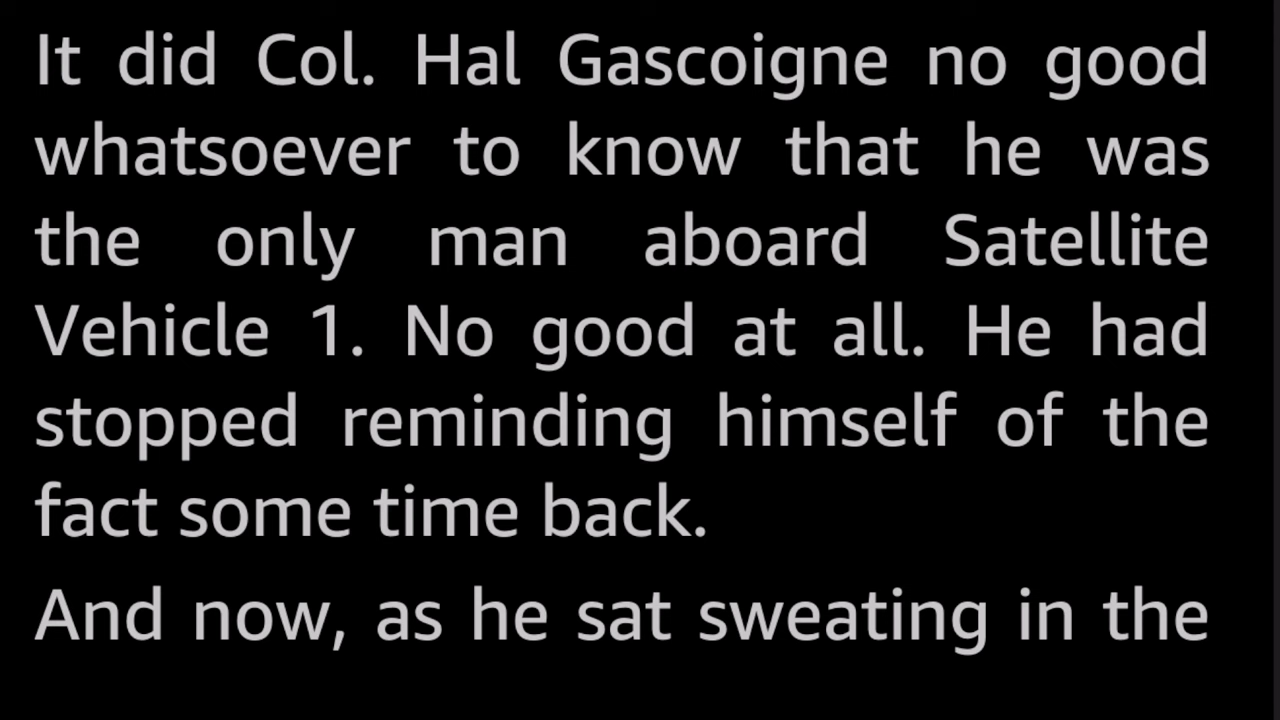 It did Col. Hal Gascoigne no good
whatsoever to know that he was
the only man aboard Satellite
Vehicle 1. No good at all. He had
stopped reminding himself of the
fact some time back.
And now, as he sat sweating in the